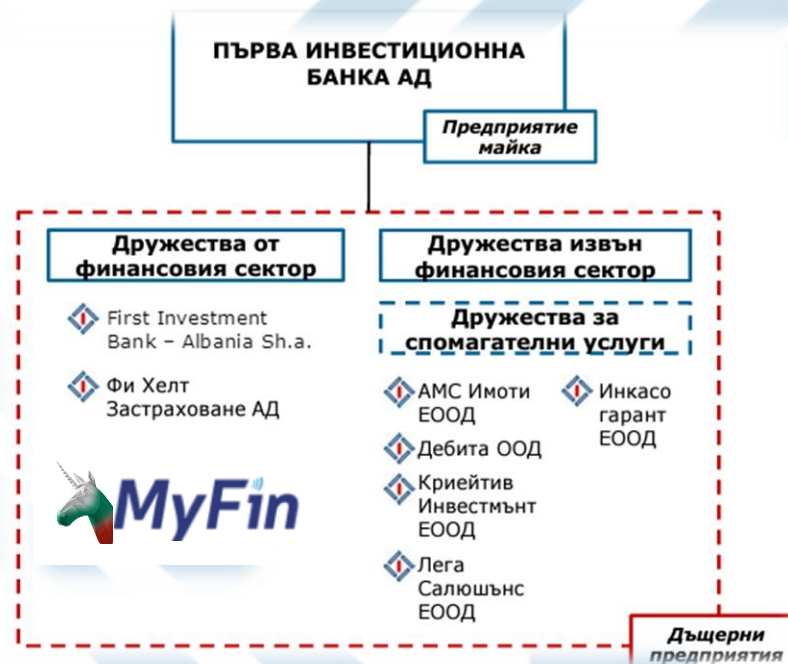 ПЪРВА ИНВЕСТИЦИОННА
БАНКА АД
Предприятие
майка
Дружества от
финансовия сектор
First Investment
Bank – Albania Sh.a.
Фи Хелт
Застраховане АД
MyFin
Дружества извън
финансовия сектор
Дружества за
спомагателни услуги
АМС Имоти
ЕООД
Дебита ООД
Криейтив
Инвестмънт
ЕООД
Лега
Салюшънс
ЕООД
Инкасо
гарант
ЕООД
Дъщерни
предприятия